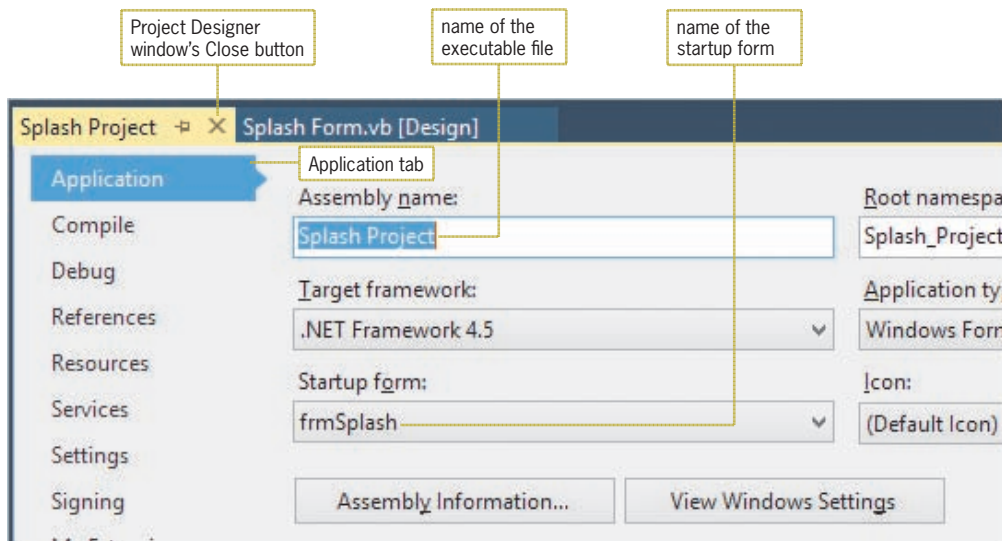 Project Designer
window's Close button
name of the
executable file
name of the
startup form
Splash Project
Splash Form.vb [Design]
Application tab
Application
Compile
Debug
References
Resources
Services
Settings
Signing
Assembly name:
Splash Project
Root namespa
Splash_Project
Target framework:
.NET Framework 4.5
Application ty
Windows Form
Startup form:
frmSplash
Icon:
(Default Icon)
Assembly Information...
View Windows Settings